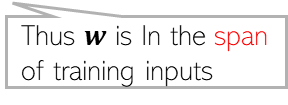 Thus w is In the span
of training inputs